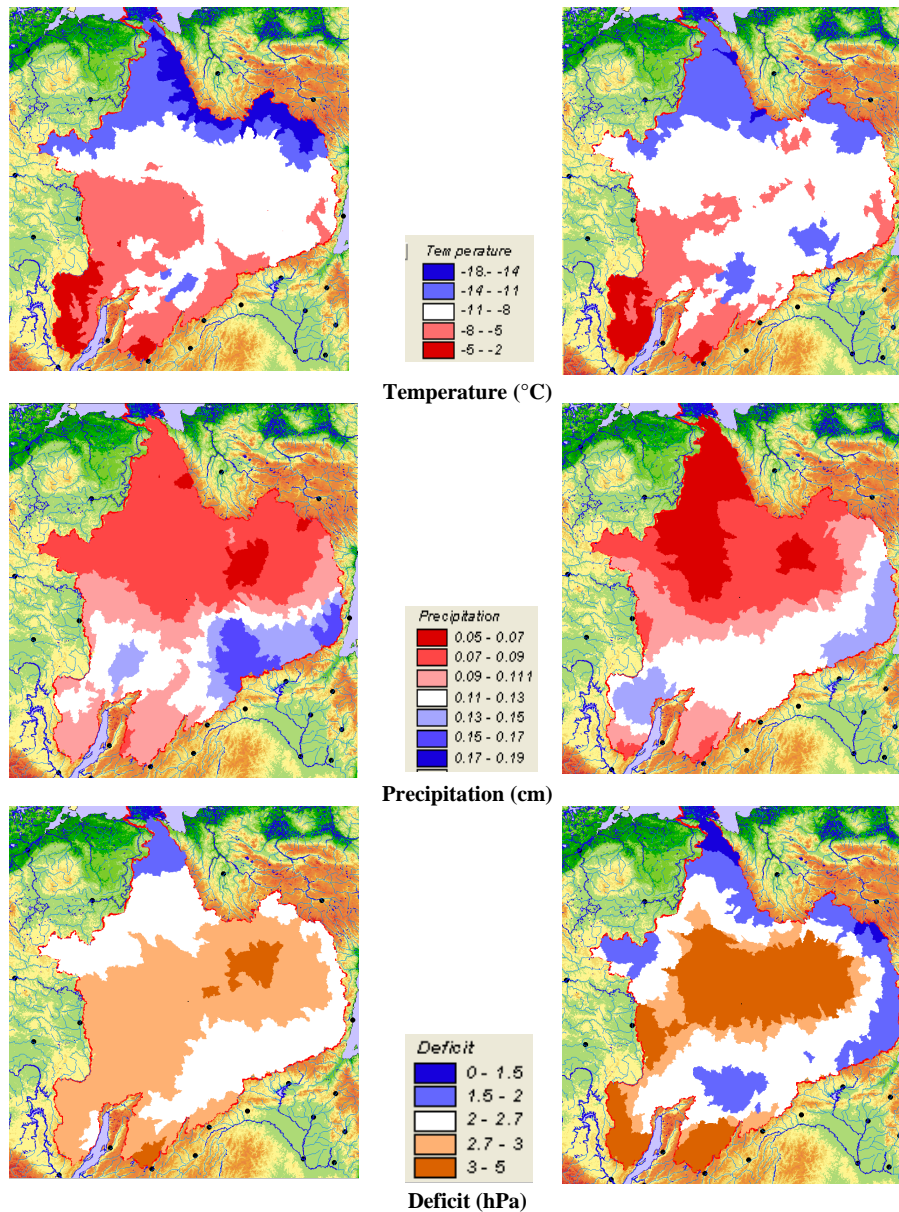 Tem perature
-18 - -14
-14 - -11
-11 - -8
-8 - -5
-5 - -2
Temperature (°C)
Precipitation
0.05 - 0.07
0.07 - 0.09
0.09 - 0.111
0.11 - 0.13
0.13 - 0.15
0.15 - 0.17
0.17 - 0.19
Precipitation (cm)
Deficit
0 - 1.5
1.5 - 2
2 - 2.7
2.7 - 3
3 - 5
Deficit (hPa)